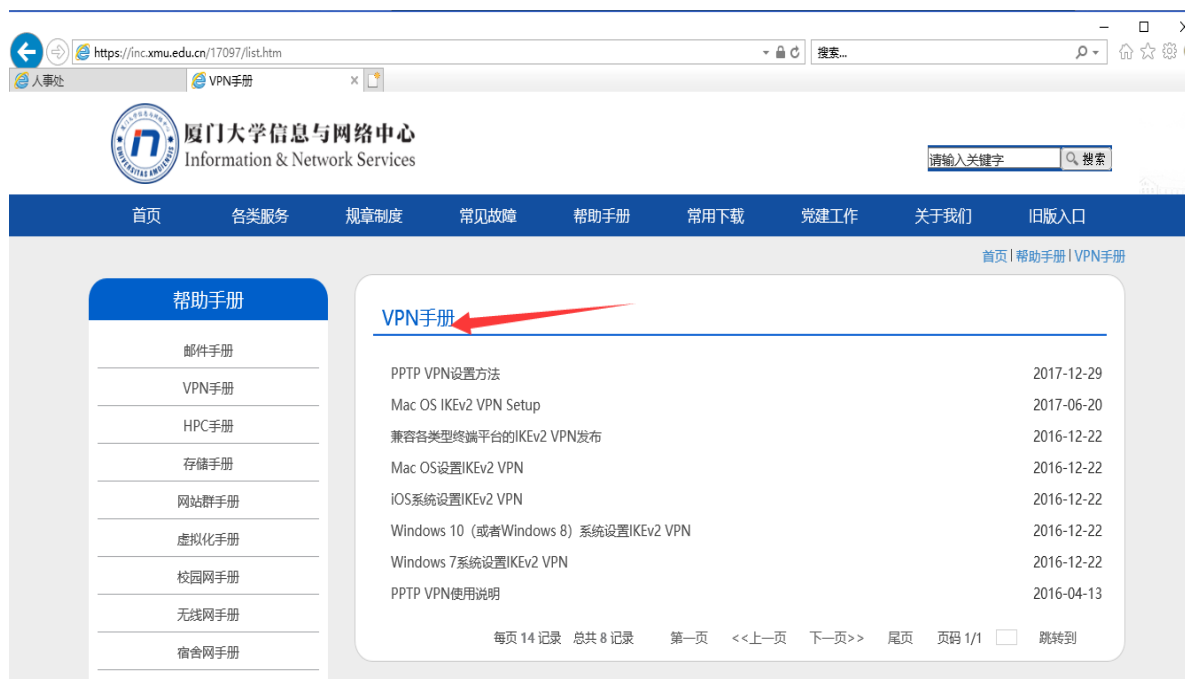 https://inc.xmu.edu.cn/17097/list.htm
搜索...
人事处
VPN手册
厦门大学信息与网络中心
Information & Network Services
请输入关键字
搜索
首页 各类服务 规章制度 常见故障 帮助手册 常用下载 党建工作 关于我们 旧版入口
首页 | 帮助手册 | VPN手册
帮助手册
邮件手册
VPN手册
HPC手册
存储手册
网站群手册
虚拟化手册
校园网手册
无线网手册
宿舍网手册
VPN手册
PPTP VPN设置方法 2017-12-29
Mac OS IKEv2 VPN Setup 2017-06-20
兼容各类型终端平台的IKEv2 VPN发布 2016-12-22
Mac OS设置IKEv2 VPN 2016-12-22
iOS系统设置IKEv2 VPN 2016-12-22
Windows 10（或者Windows 8）系统设置IKEv2 VPN 2016-12-22
Windows 7系统设置IKEv2 VPN 2016-12-22
PPTP VPN使用说明 2016-04-13
每页 14 记录 总共 8 记录 第一页 <<上一页 下一页>> 尾页 页码 1/1 跳转到